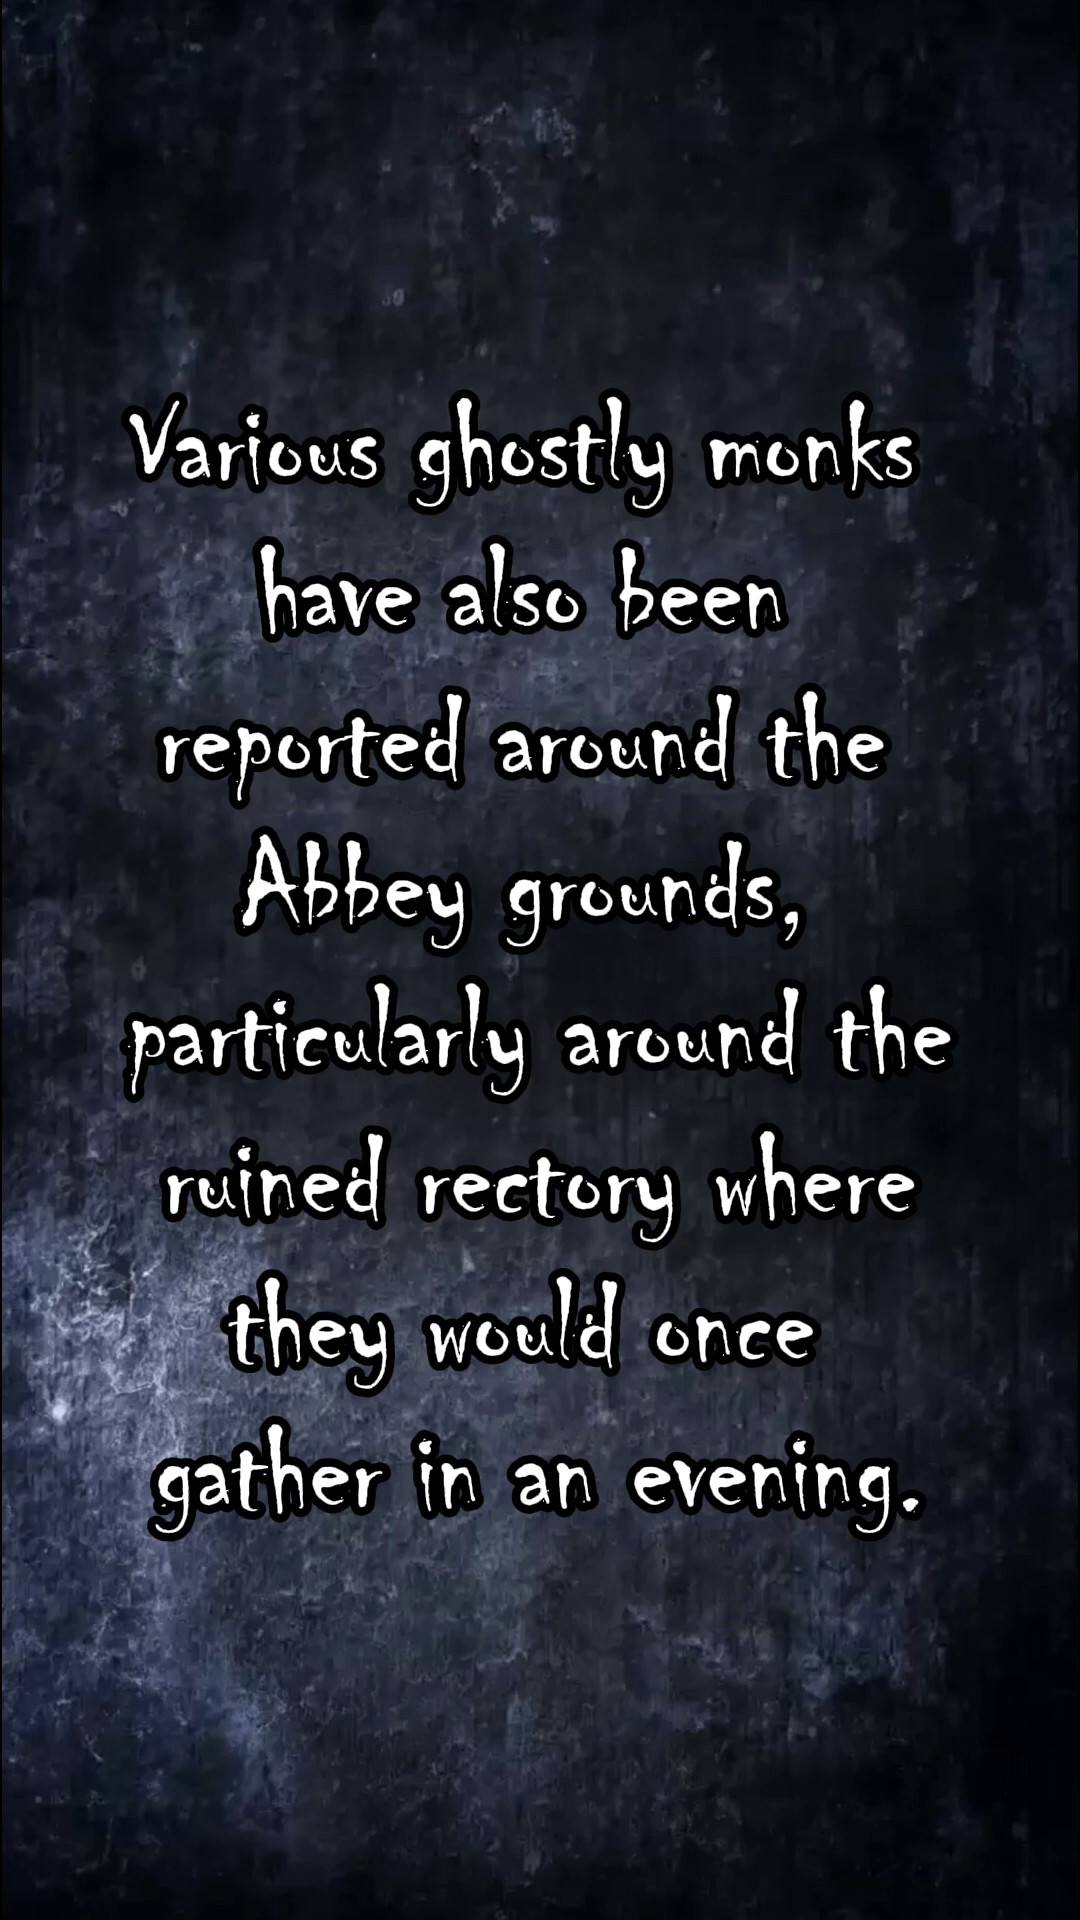 Various ghostly monks
have also been
reported around the
Abbey grounds,
particularly around the
ruined rectory where
they would once
gather in an evening.